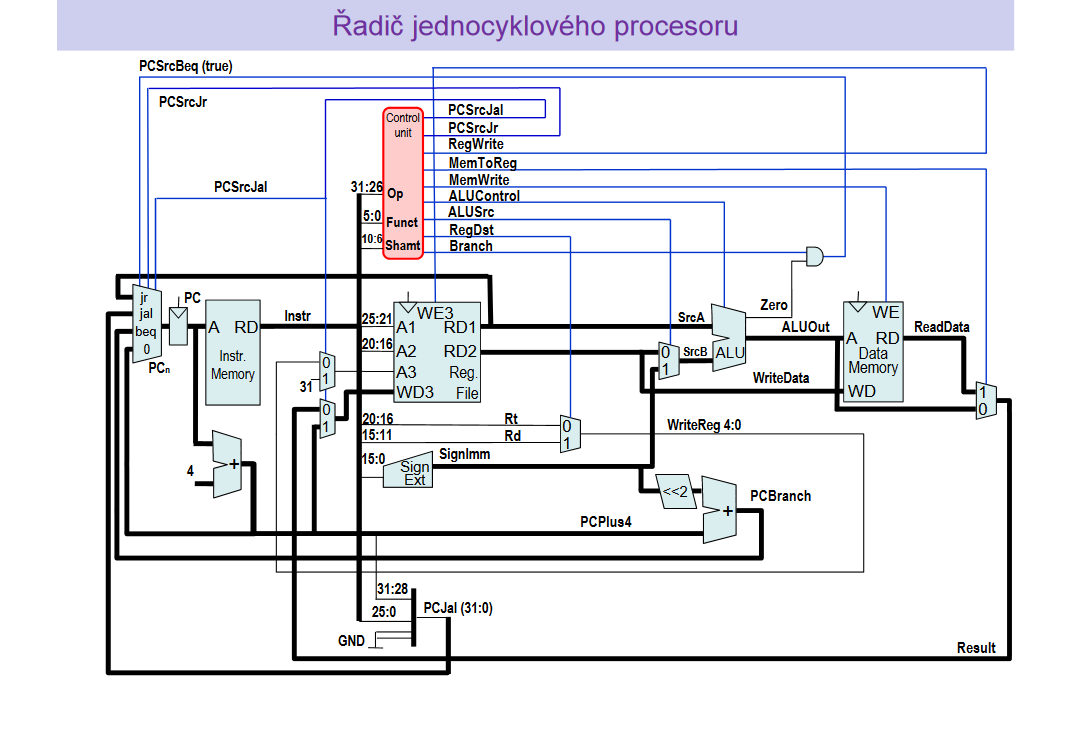 Řadič jednocyklového procesoru
PCSrcBeq (true)
PCSrcJr
PCSrcJal
Control
unit
PCSrcJal
PCSrcJr
RegWrite
MemToReg
MemWrite
ALUControl
ALUSrc
RegDst
Branch
31:26
Op
5:0
Funct
10:6
Shamt
jr
jal
beq
0
PCn
PC
A RD
Instr.
Memory
Instr
25:21
20:16
0
1
31
0
1
WE3
A1 RD1
A2 RD2
A3 Reg.
WD3 File
SrcA
0
1
SrcB
ALU
Zero
ALUOut
WriteData
WE
A RD
Data
Memory
WD
ReadData
1
0
20:16 Rt
15:11 Rd
0
1
WriteReg 4:0
15:0
Sign
Ext
SignImm
4
+
<<2
+
PCBranch
PCPlus4
31:28
25:0
GND
PCJal (31:0)
Result